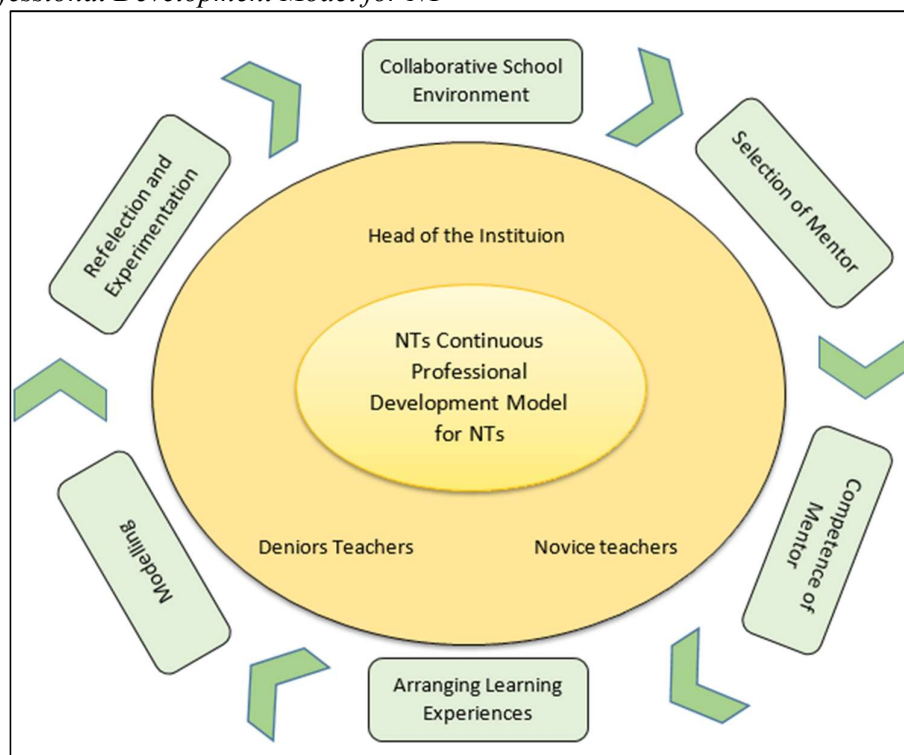 Professional Development Model for NT
Collaborative School
Environment
Selection of Mentor
Competence of
Mentor
Arranging Learning
Experiences
Modelling
Refelection and
Experimentation
Head of the Instituion
NTs Continuous
Professional
Development Model
for NTs
Deniors Teachers
Novice teachers